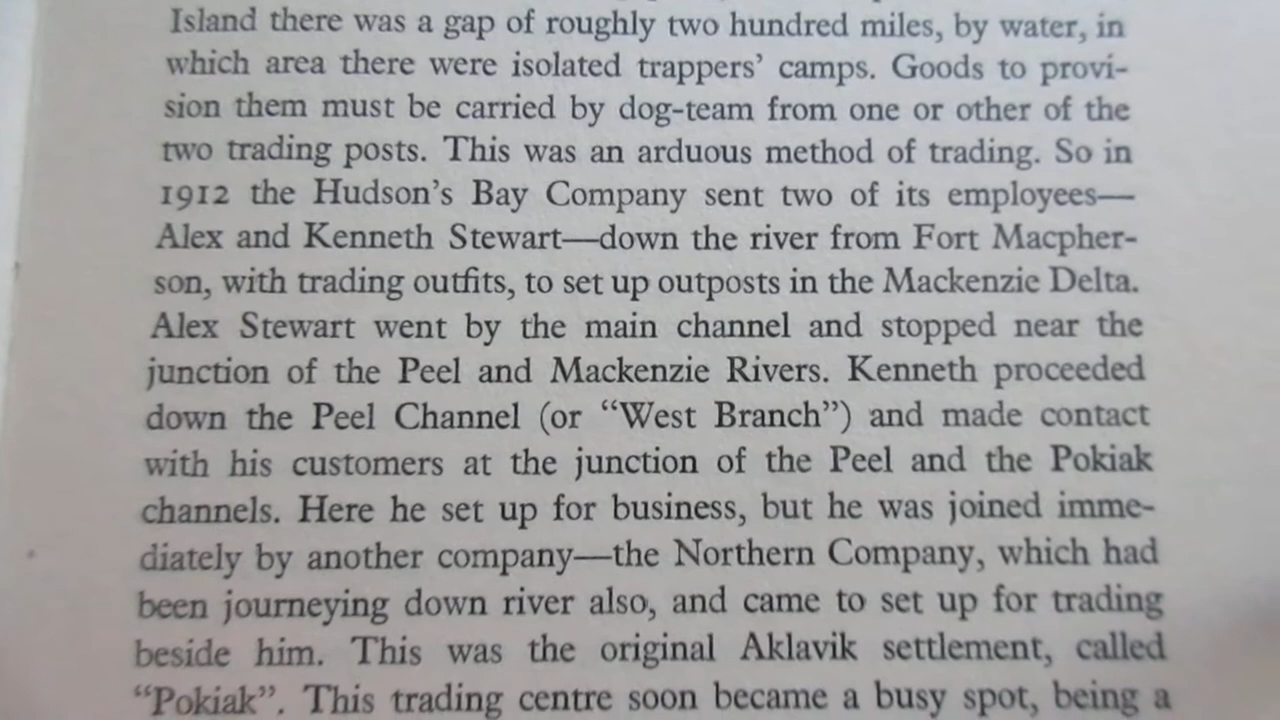 Island there was a gap of roughly two hundred miles, by water, in
which area there were isolated trappers’ camps. Goods to provi-
sion them must be carried by dog-team from one or other of the
two trading posts. This was an arduous method of trading. So in
1912 the Hudson’s Bay Company sent two of its employees—
Alex and Kenneth Stewart—down the river from Fort Macpher-
son, with trading outfits, to set up outposts in the Mackenzie Delta.
Alex Stewart went by the main channel and stopped near the
junction of the Peel and Mackenzie Rivers. Kenneth proceeded
down the Peel Channel (or “West Branch”) and made contact
with his customers at the junction of the Peel and the Pokiak
channels. Here he set up for business, but he was joined imme-
diately by another company—the Northern Company, which had
been journeying down river also, and came to set up for trading
beside him. This was the original Aklavik settlement, called
“Pokiak”. This trading centre soon became a busy spot, being a